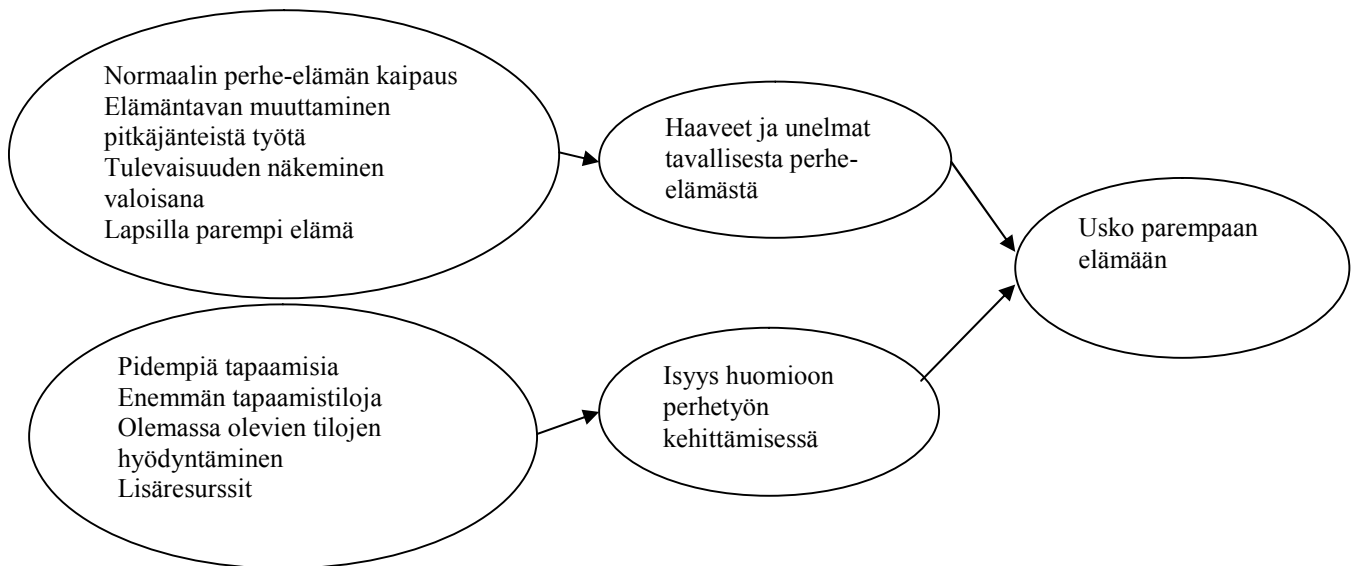 Normaalin perhe-elämän kaipaus
Elämäntavan muuttaminen
pitkäjänteistä työtä
Tulevaisuuden näkeminen
valoisana
Lapsilla parempi elämä
Haaveet ja unelmat
tavallisesta perhe-
elämästä
Usko parempaan
elämään
Pidempiä tapaamisia
Enemmän tapaamistiloja
Olemassa olevien tilojen
hyödyntäminen
Lisäresurssit
Isyys huomioon
perhetyön
kehittämisessä